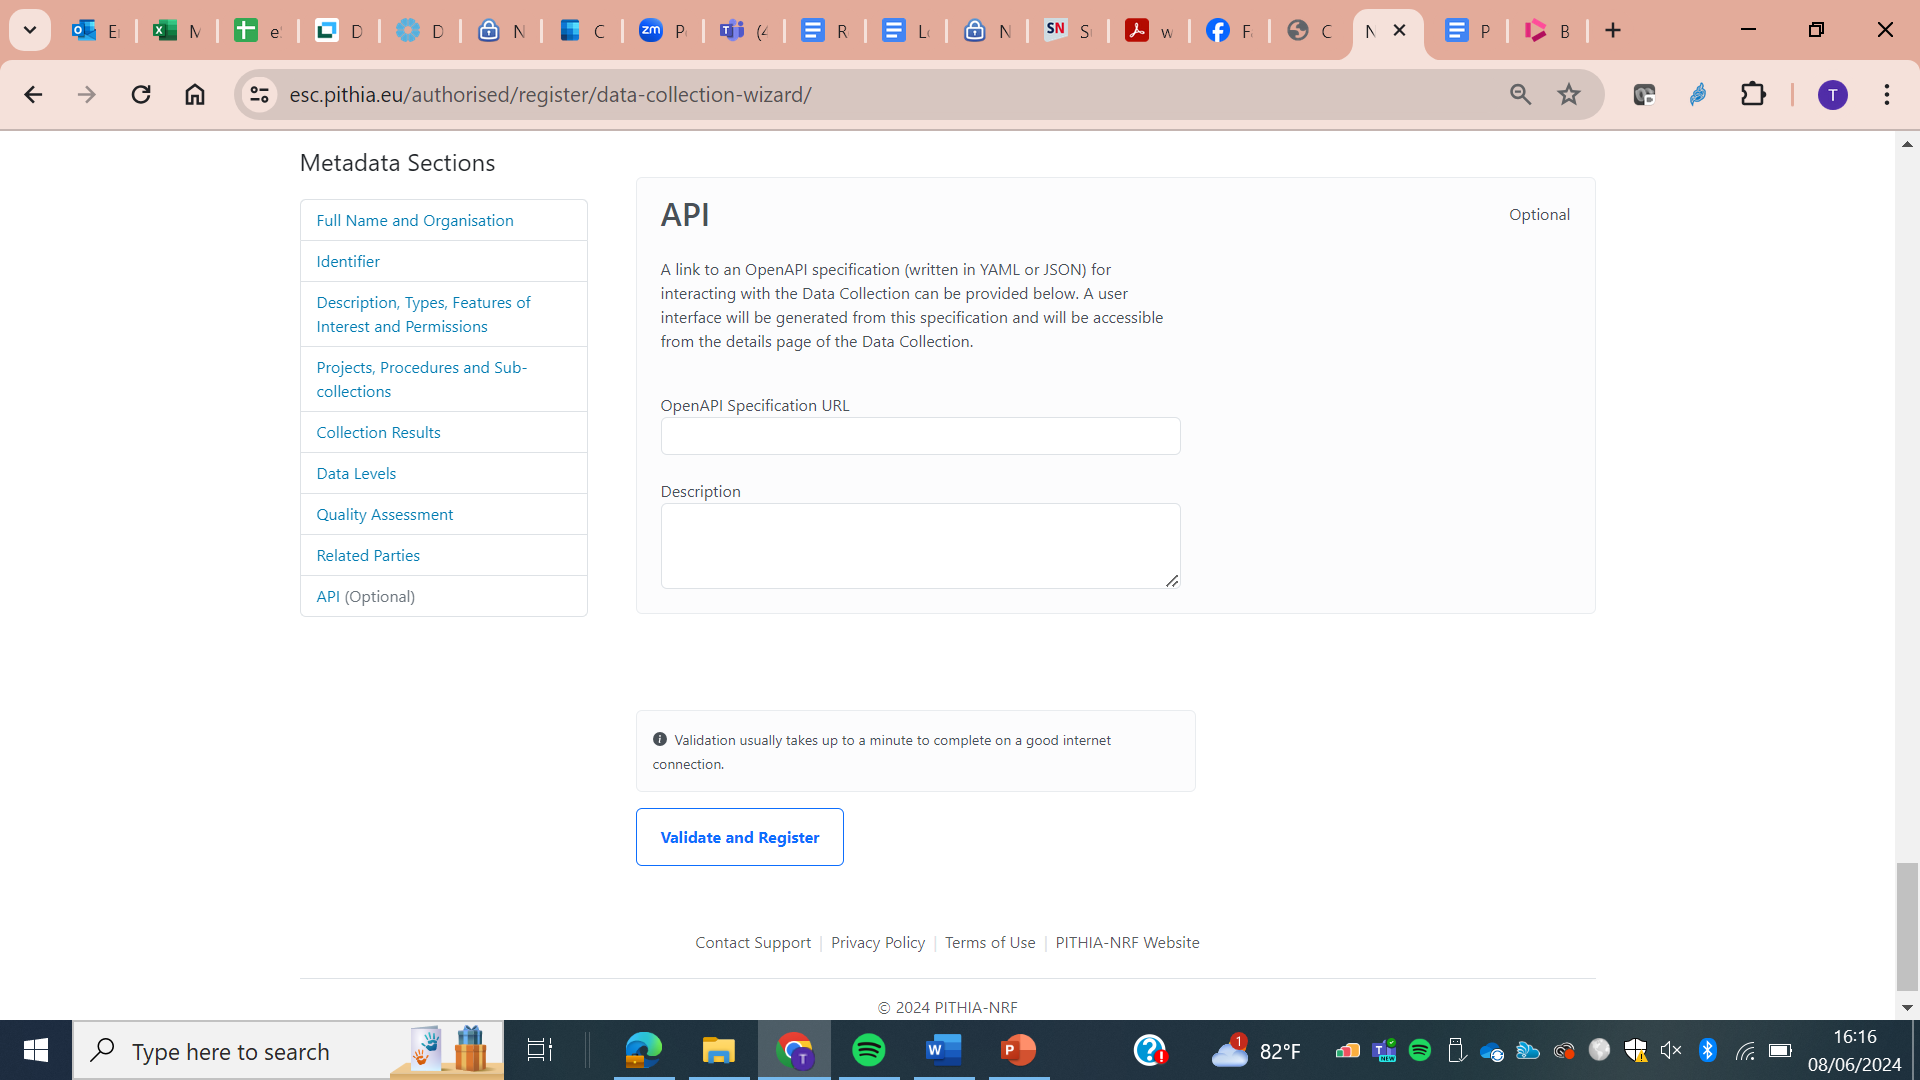 E
M
e
D
D
N
C
zm
P
(4
R
L
N
SN
S
w
F
C
N
P
B
esc.pithia.eu/authorised/register/data-collection-wizard/
T
Metadata Sections
Full Name and Organisation
Identifier
Description, Types, Features of
Interest and Permissions
Projects, Procedures and Sub-
collections
Collection Results
Data Levels
Quality Assessment
Related Parties
API (Optional)
API
Optional
A link to an OpenAPI specification (written in YAML or JSON) for
interacting with the Data Collection can be provided below. A user
interface will be generated from this specification and will be accessible
from the details page of the Data Collection.
OpenAPI Specification URL
Description
Validation usually takes up to a minute to complete on a good internet
connection.
Validate and Register
Contact Support | Privacy Policy | Terms of Use | PITHIA-NRF Website
© 2024 PITHIA-NRF
Type here to search
1
82°F
NEW
16:16
08/06/2024